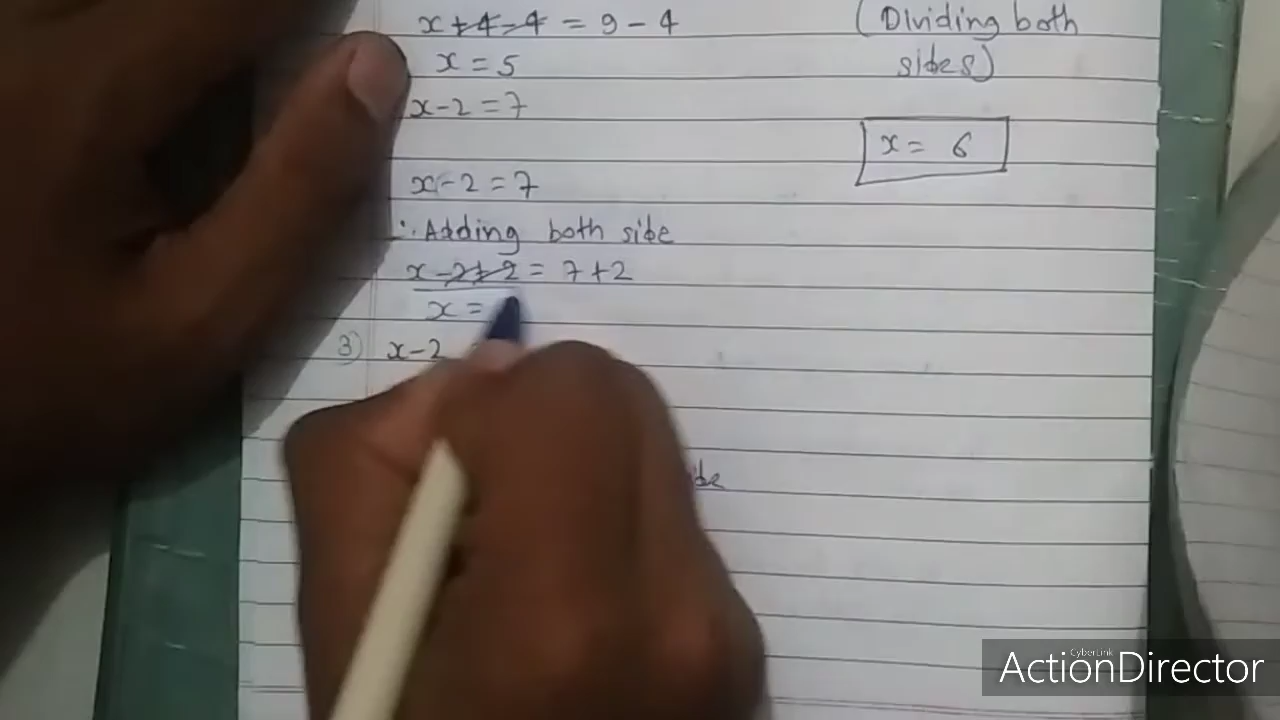 x+4-4 = 9-4
x = 5
x-2 = 7
x-2 = 7
∴ Adding both side
x-2+2 = 7+2
x =
3) x-2
(Dividing both
sides)
x = 6
CyberLink
ActionDirector